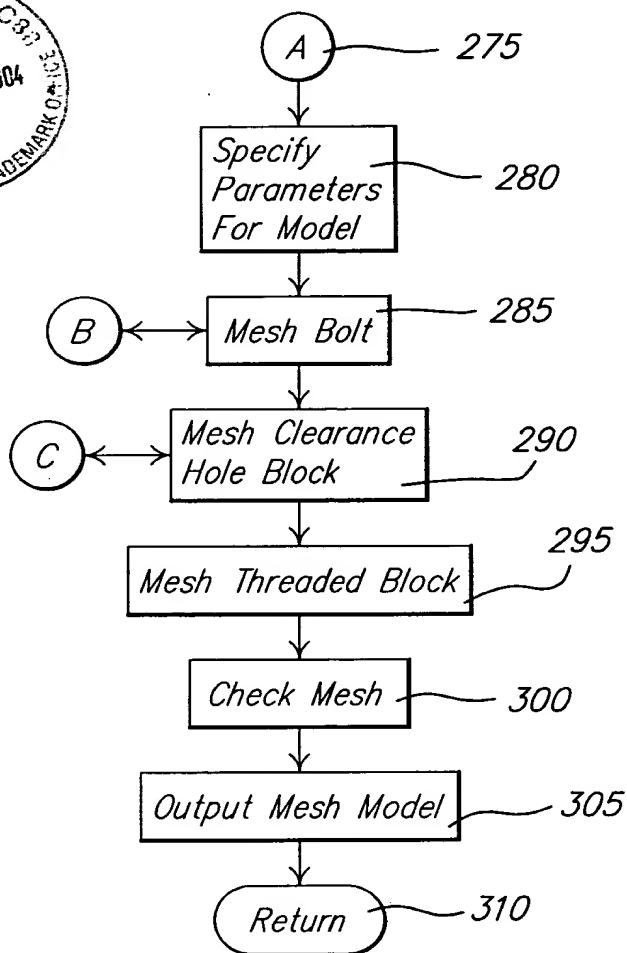 A 275
Specify
Parameters
For Model
280
B Mesh Bolt 285
C Mesh Clearance
Hole Block
290
Mesh Threaded Block 295
Check Mesh 300
Output Mesh Model 305
Return 310